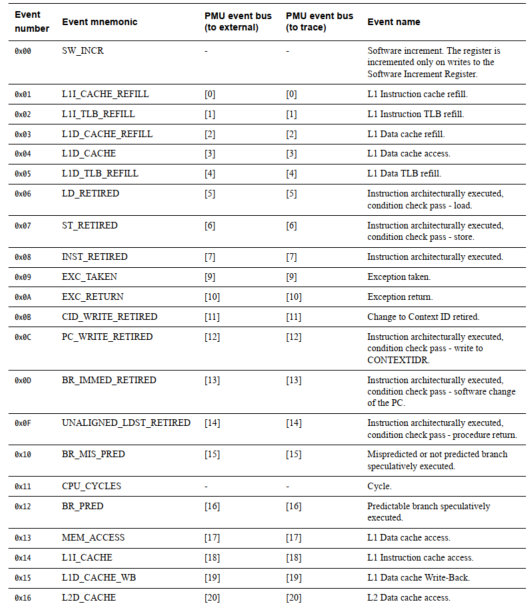 Event number Event mnemonic PMU event bus (to external) PMU event bus (to trace) Event name
0x00 SW_INCR - - Software increment. The register is
incremented only on writes to the
Software Increment Register.
0x01 L1I_CACHE_REFILL [0] [0] L1 Instruction cache refill.
0x02 L1I_TLB_REFILL [1] [1] L1 Instruction TLB refill.
0x03 L1D_CACHE_REFILL [2] [2] L1 Data cache refill.
0x04 L1D_CACHE [3] [3] L1 Data cache access.
0x05 L1D_TLB_REFILL [4] [4] L1 Data TLB refill.
0x06 LD_RETIRED [5] [5] Instruction architecturally executed,
condition check pass - load.
0x07 ST_RETIRED [6] [6] Instruction architecturally executed,
condition check pass - store.
0x08 INST_RETIRED [7] [7] Instruction architecturally executed.
0x09 EXC_TAKEN [9] [9] Exception taken.
0x0A EXC_RETURN [10] [10] Exception return.
0x0B CID_WRITE_RETIRED [11] [11] Change to Context ID retired.
0x0C PC_WRITE_RETIRED [12] [12] Instruction architecturally executed,
condition check pass - write to
CONTEXTIDR.
0x0D BR_IMMED_RETIRED [13] [13] Instruction architecturally executed,
condition check pass - software change
of the PC.
0x0F UNALIGNED_LDST_RETIRED [14] [14] Instruction architecturally executed,
condition check pass - procedure return.
0x10 BR_MIS_PRED [15] [15] Mispredicted or not predicted branch
speculatively executed.
0x11 CPU_CYCLES - - Cycle.
0x12 BR_PRED [16] [16] Predictable branch speculatively
executed.
0x13 MEM_ACCESS [17] [17] L1 Data cache access.
0x14 L1I_CACHE [18] [18] L1 Instruction cache access.
0x15 L1D_CACHE_WB [19] [19] L1 Data cache Write-Back.
0x16 L2D_CACHE [20] [20] L2 Data cache access.